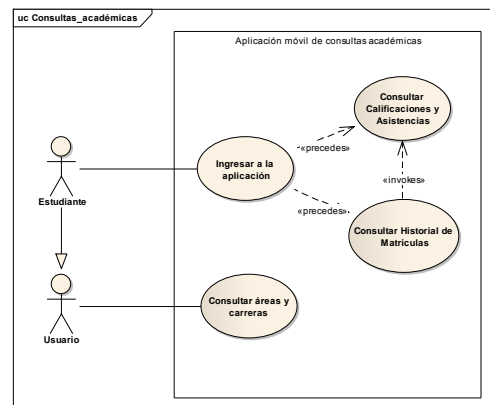 uc Consultas_académicas
Aplicación móvil de consultas académicas
Consultar
Calificaciones y
Asistencias
Ingresar a la
aplicación
«precedes»
«invokes»
«precedes»
Estudiante
Consultar Historial de
Matriculas
Consultar áreas y
carreras
Usuario